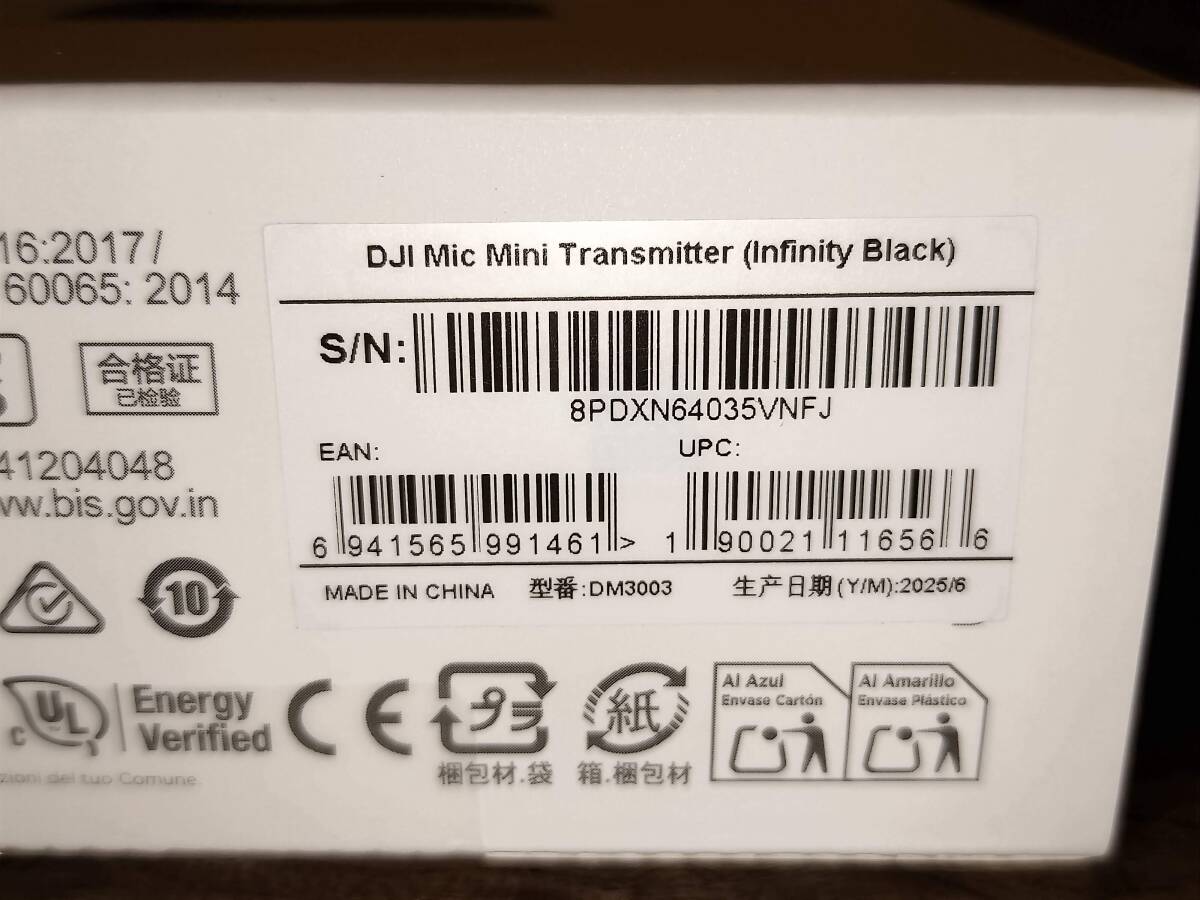 16:2017/
60065: 2014
合格证
已检验
41204048
ww.bis.gov.in
10
DJI Mic Mini Transmitter (Infinity Black)
S/N:
8PDXN64035VNFJ
EAN:
UPC:
6 941565 991461 >
1 90021 11656 6
MADE IN CHINA 型番:DM3003 生产日期(Y/M):2025/6
c UL
Energy
Verified
CE
プラ
梱包材.袋
紙
箱.梱包材
Al Azul
Envase Cartón
Al Amarillo
Envase Plástico
zioni del tuo Comune.